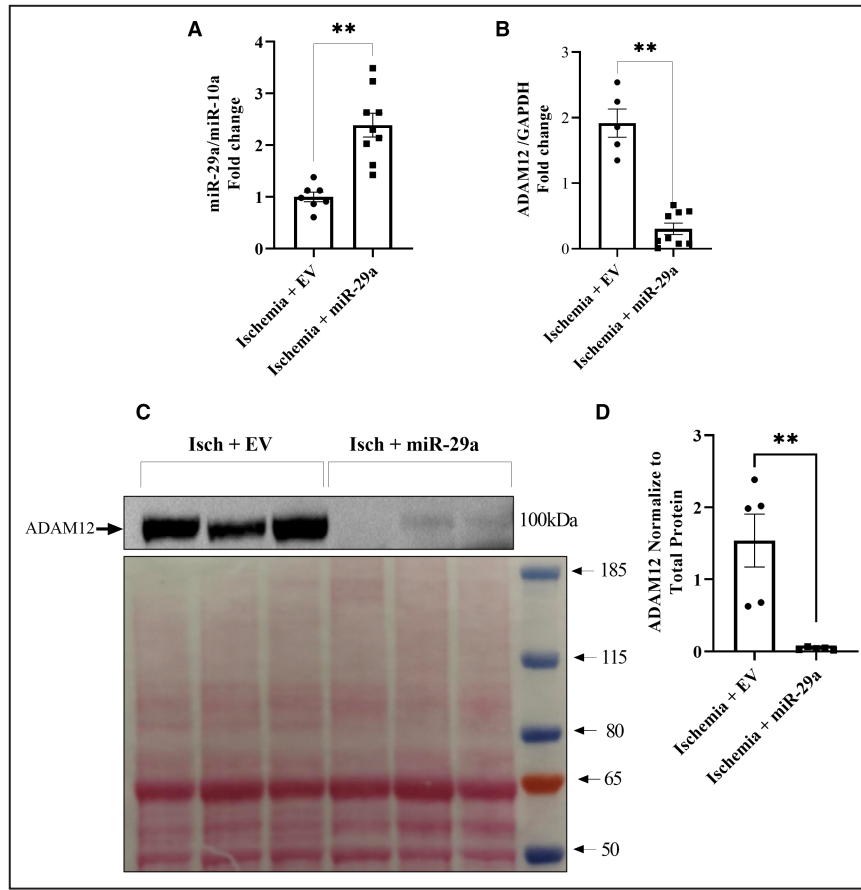 A
**
miR-29a/miR-10a
Fold change
4
3
2
1
0
Ischemia + EV
Ischemia + miR-29a
B
**
ADAM12 /GAPDH
Fold change
3
2
1
0
Ischemia + EV
Ischemia + miR-29a
C
Isch + EV
Isch + miR-29a
ADAM12
100kDa
185
115
80
65
50
D
**
ADAM12 Normalize to
Total Protein
3
2
1
0
Ischemia + EV
Ischemia + miR-29a